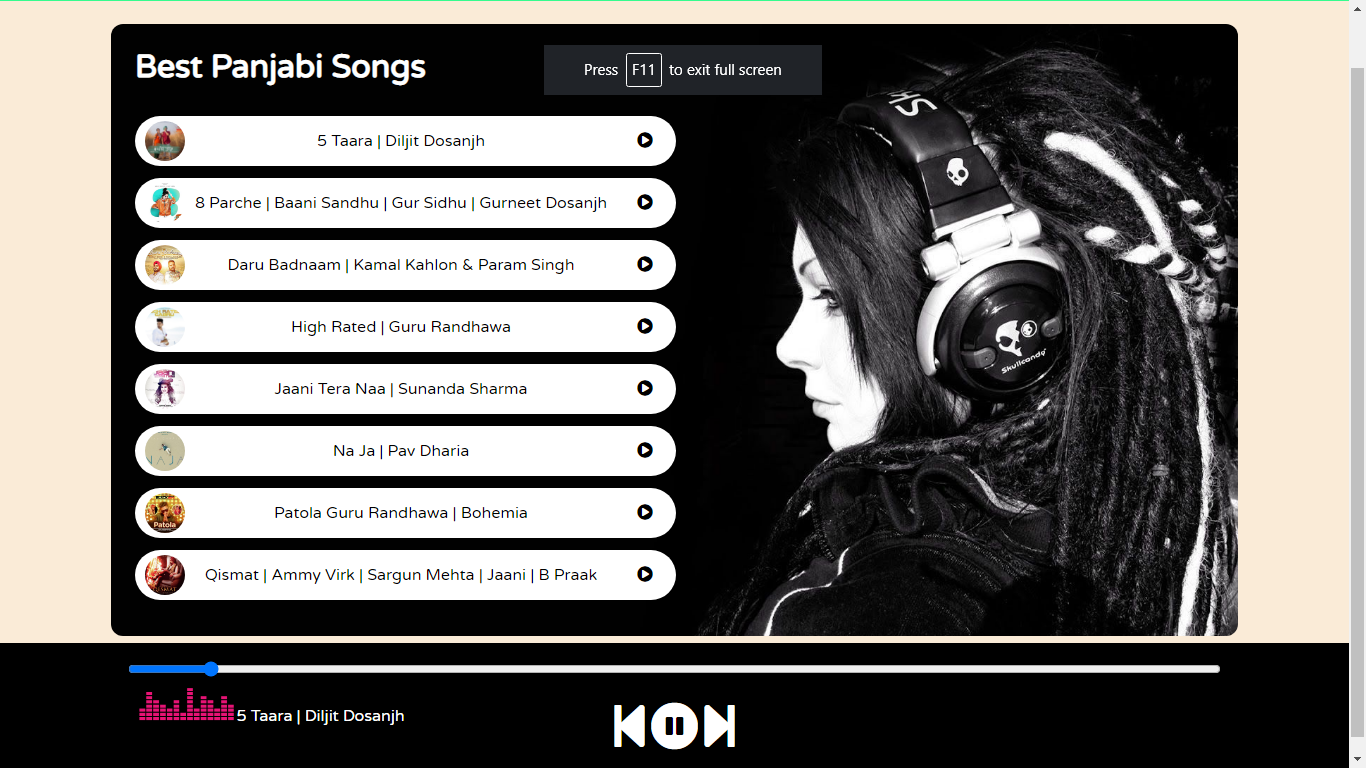 Best Panjabi Songs
Press F11 to exit full screen
5 Taara | Diljit Dosanjh
8 Parche | Baani Sandhu | Gur Sidhu | Gurneet Dosanjh
Daru Badnaam | Kamal Kahlon & Param Singh
High Rated | Guru Randhawa
Jaani Tera Naa | Sunanda Sharma
Na Ja | Pav Dharia
Patola Guru Randhawa | Bohemia
Patola
Qismat | Ammy Virk | Sargun Mehta | Jaani | B Praak
Skullcandy
5 Taara | Diljit Dosanjh